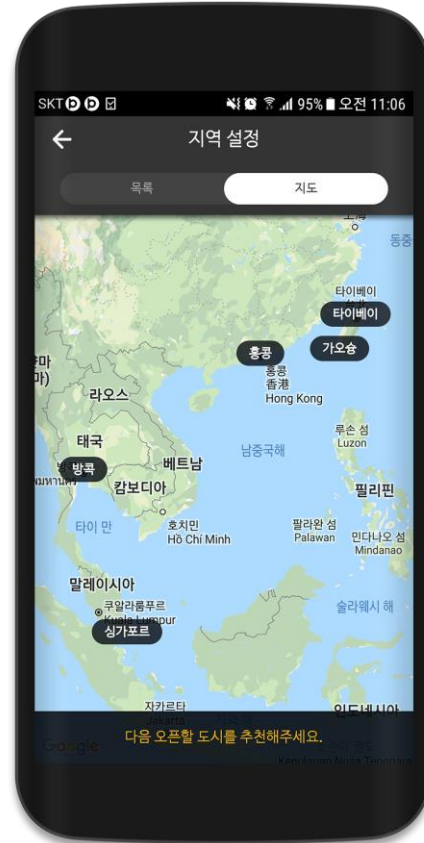 SKT 95% 오전 11:06
지역 설정
목록 지도
동중
타이베이
타이베이
홍콩 가오슝
홍콩
香港
Hong Kong
라오스
루손 섬
Luzon
태국
베트남
남중국해
방콕
캄보디아
필리핀
타이 만
호치민
Hồ Chí Minh
팔라완 섬
Palawan
민다나오 섬
Mindanao
말레이시아
쿠알라룸푸르
Kuala Lumpur
싱가포르
술라웨시 해
자카르타
Jakarta
인도네시아
Google
다음 오픈할 도시를 추천해주세요.
Kepulauan Nusa Tenggara